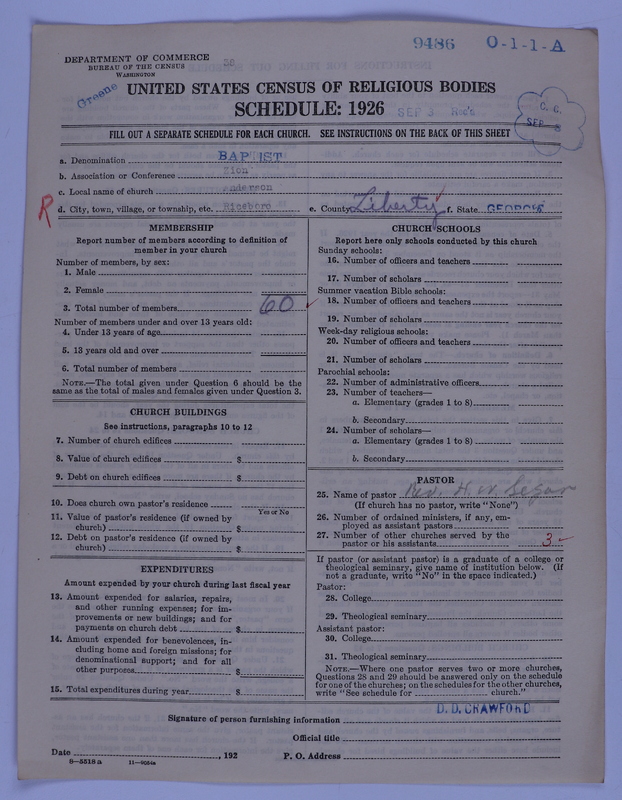 9486 0-1-1-A
DEPARTMENT OF COMMERCE
BUREAU OF THE CENSUS
WASHINGTON
Greene
UNITED STATES CENSUS OF RELIGIOUS BODIES
SCHEDULE: 1926
SEP 3 Rec'd
C. C.
SEP 8
FILL OUT A SEPARATE SCHEDULE FOR EACH CHURCH. SEE INSTRUCTIONS ON THE BACK OF THIS SHEET
a. Denomination BAPTIST
b. Association or Conference Zion
c. Local name of church Anderson
R d. City, town, village, or township, etc. Riceboro e. County Liberty f. State GEORGIA
MEMBERSHIP
Report number of members according to definition of
member in your church
Number of members, by sex:
1. Male
2. Female
3. Total number of members 60
Number of members under and over 13 years old:
4. Under 13 years of age
5. 13 years old and over
6. Total number of members
NOTE.—The total given under Question 6 should be the
same as the total of males and females given under Question 3.
CHURCH BUILDINGS
See instructions, paragraphs 10 to 12
7. Number of church edifices
8. Value of church edifices $
9. Debt on church edifices $
10. Does church own pastor's residence
Yes or No
11. Value of pastor's residence (if owned by
church) $
12. Debt on pastor's residence (if owned by
church) $
EXPENDITURES
Amount expended by your church during last fiscal year
13. Amount expended for salaries, repairs,
and other running expenses; for im-
provements or new buildings; and for
payments on church debt $
14. Amount expended for benevolences, in-
cluding home and foreign missions; for
denominational support; and for all
other purposes $
15. Total expenditures during year $
CHURCH SCHOOLS
Report here only schools conducted by this church
Sunday schools:
16. Number of officers and teachers
17. Number of scholars
Summer vacation Bible schools:
18. Number of officers and teachers
19. Number of scholars
Week-day religious schools:
20. Number of officers and teachers
21. Number of scholars
Parochial schools:
22. Number of administrative officers
23. Number of teachers—
a. Elementary (grades 1 to 8)
b. Secondary
24. Number of scholars—
a. Elementary (grades 1 to 8)
b. Secondary
PASTOR
25. Name of pastor Rev. H. W.
(If church has no pastor, write "None")
26. Number of ordained ministers, if any, em-
ployed as assistant pastors
27. Number of other churches served by the
pastor or his assistants 3
If pastor (or assistant pastor) is a graduate of a college or
theological seminary, give name of institution below. (If
not a graduate, write "No" in the space indicated.)
Pastor:
28. College
29. Theological seminary
Assistant pastor:
30. College
31. Theological seminary
NOTE.—Where one pastor serves two or more churches,
Questions 28 and 29 should be answered only on the schedule
for one of the churches; on the schedules for the other churches,
write "See schedule for church."
D. D. CRAWFORD
Signature of person furnishing information
Official title
Date , 192 P. O. Address
8-5518 a 11-9054a